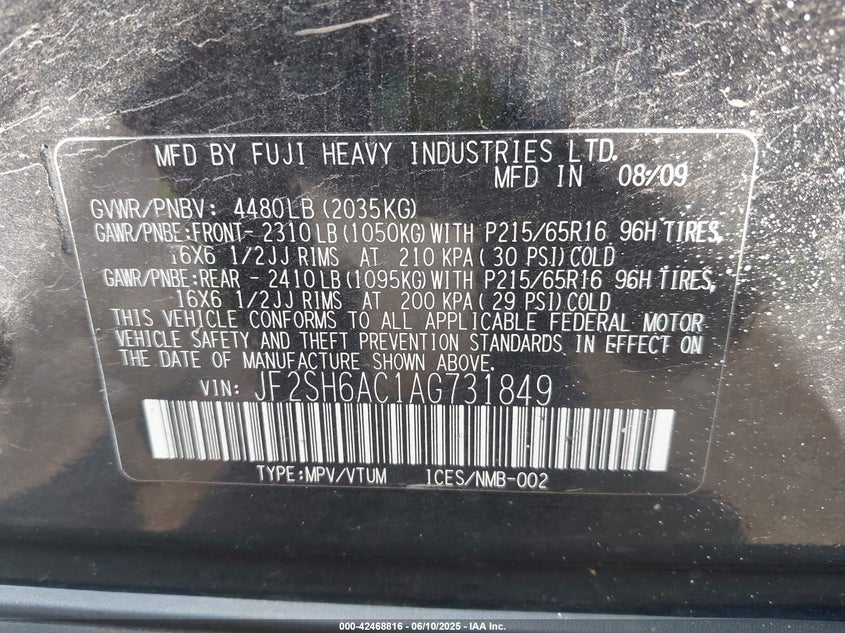 MFD BY FUJI HEAVY INDUSTRIES LTD.
MFD IN 08/09
GVWR/PNBV: 4480LB (2035KG)
GAWR/PNBE:FRONT- 2310 LB (1050KG) WITH P215/65R16 96H TIRES,
16X6 1/2JJ RIMS AT 210 KPA ( 30 PSI) COLD
GAWR/PNBE:REAR - 2410 LB (1095KG) WITH P215/65R16 96H TIRES,
16X6 1/2JJ RIMS AT 200 KPA ( 29 PSI) COLD
THIS VEHICLE CONFORMS TO ALL APPLICABLE FEDERAL MOTOR
VEHICLE SAFETY AND THEFT PREVENTION STANDARDS IN EFFECT ON
THE DATE OF MANUFACTURE SHOWN ABOVE.
VIN: JF2SH6AC1AG731849
TYPE:MPV/VTUM ICES/NMB-002
000-42468816 - 06/10/2025 - IAA Inc.